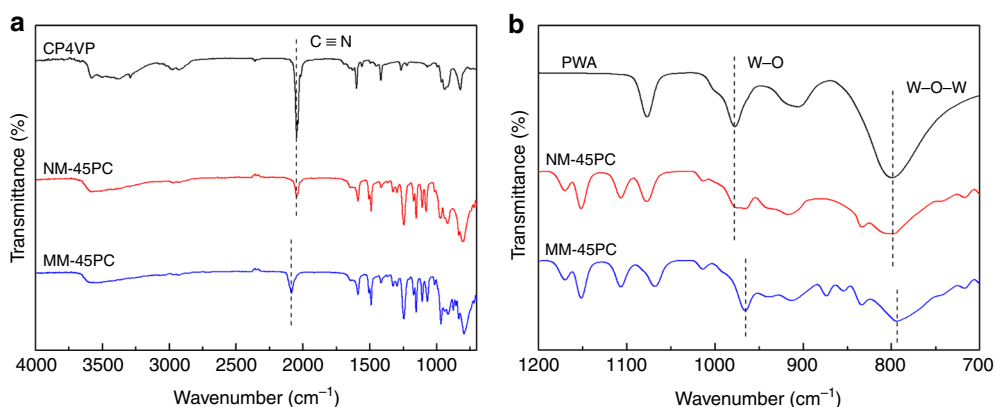 a
C ≡ N
CP4VP
NM-45PC
MM-45PC
Transmittance (%)
4000 3500 3000 2500 2000 1500 1000
Wavenumber (cm⁻¹)
b
PWA
W–O
W–O–W
NM-45PC
MM-45PC
Transmittance (%)
1200 1100 1000 900 800 700
Wavenumber (cm⁻¹)